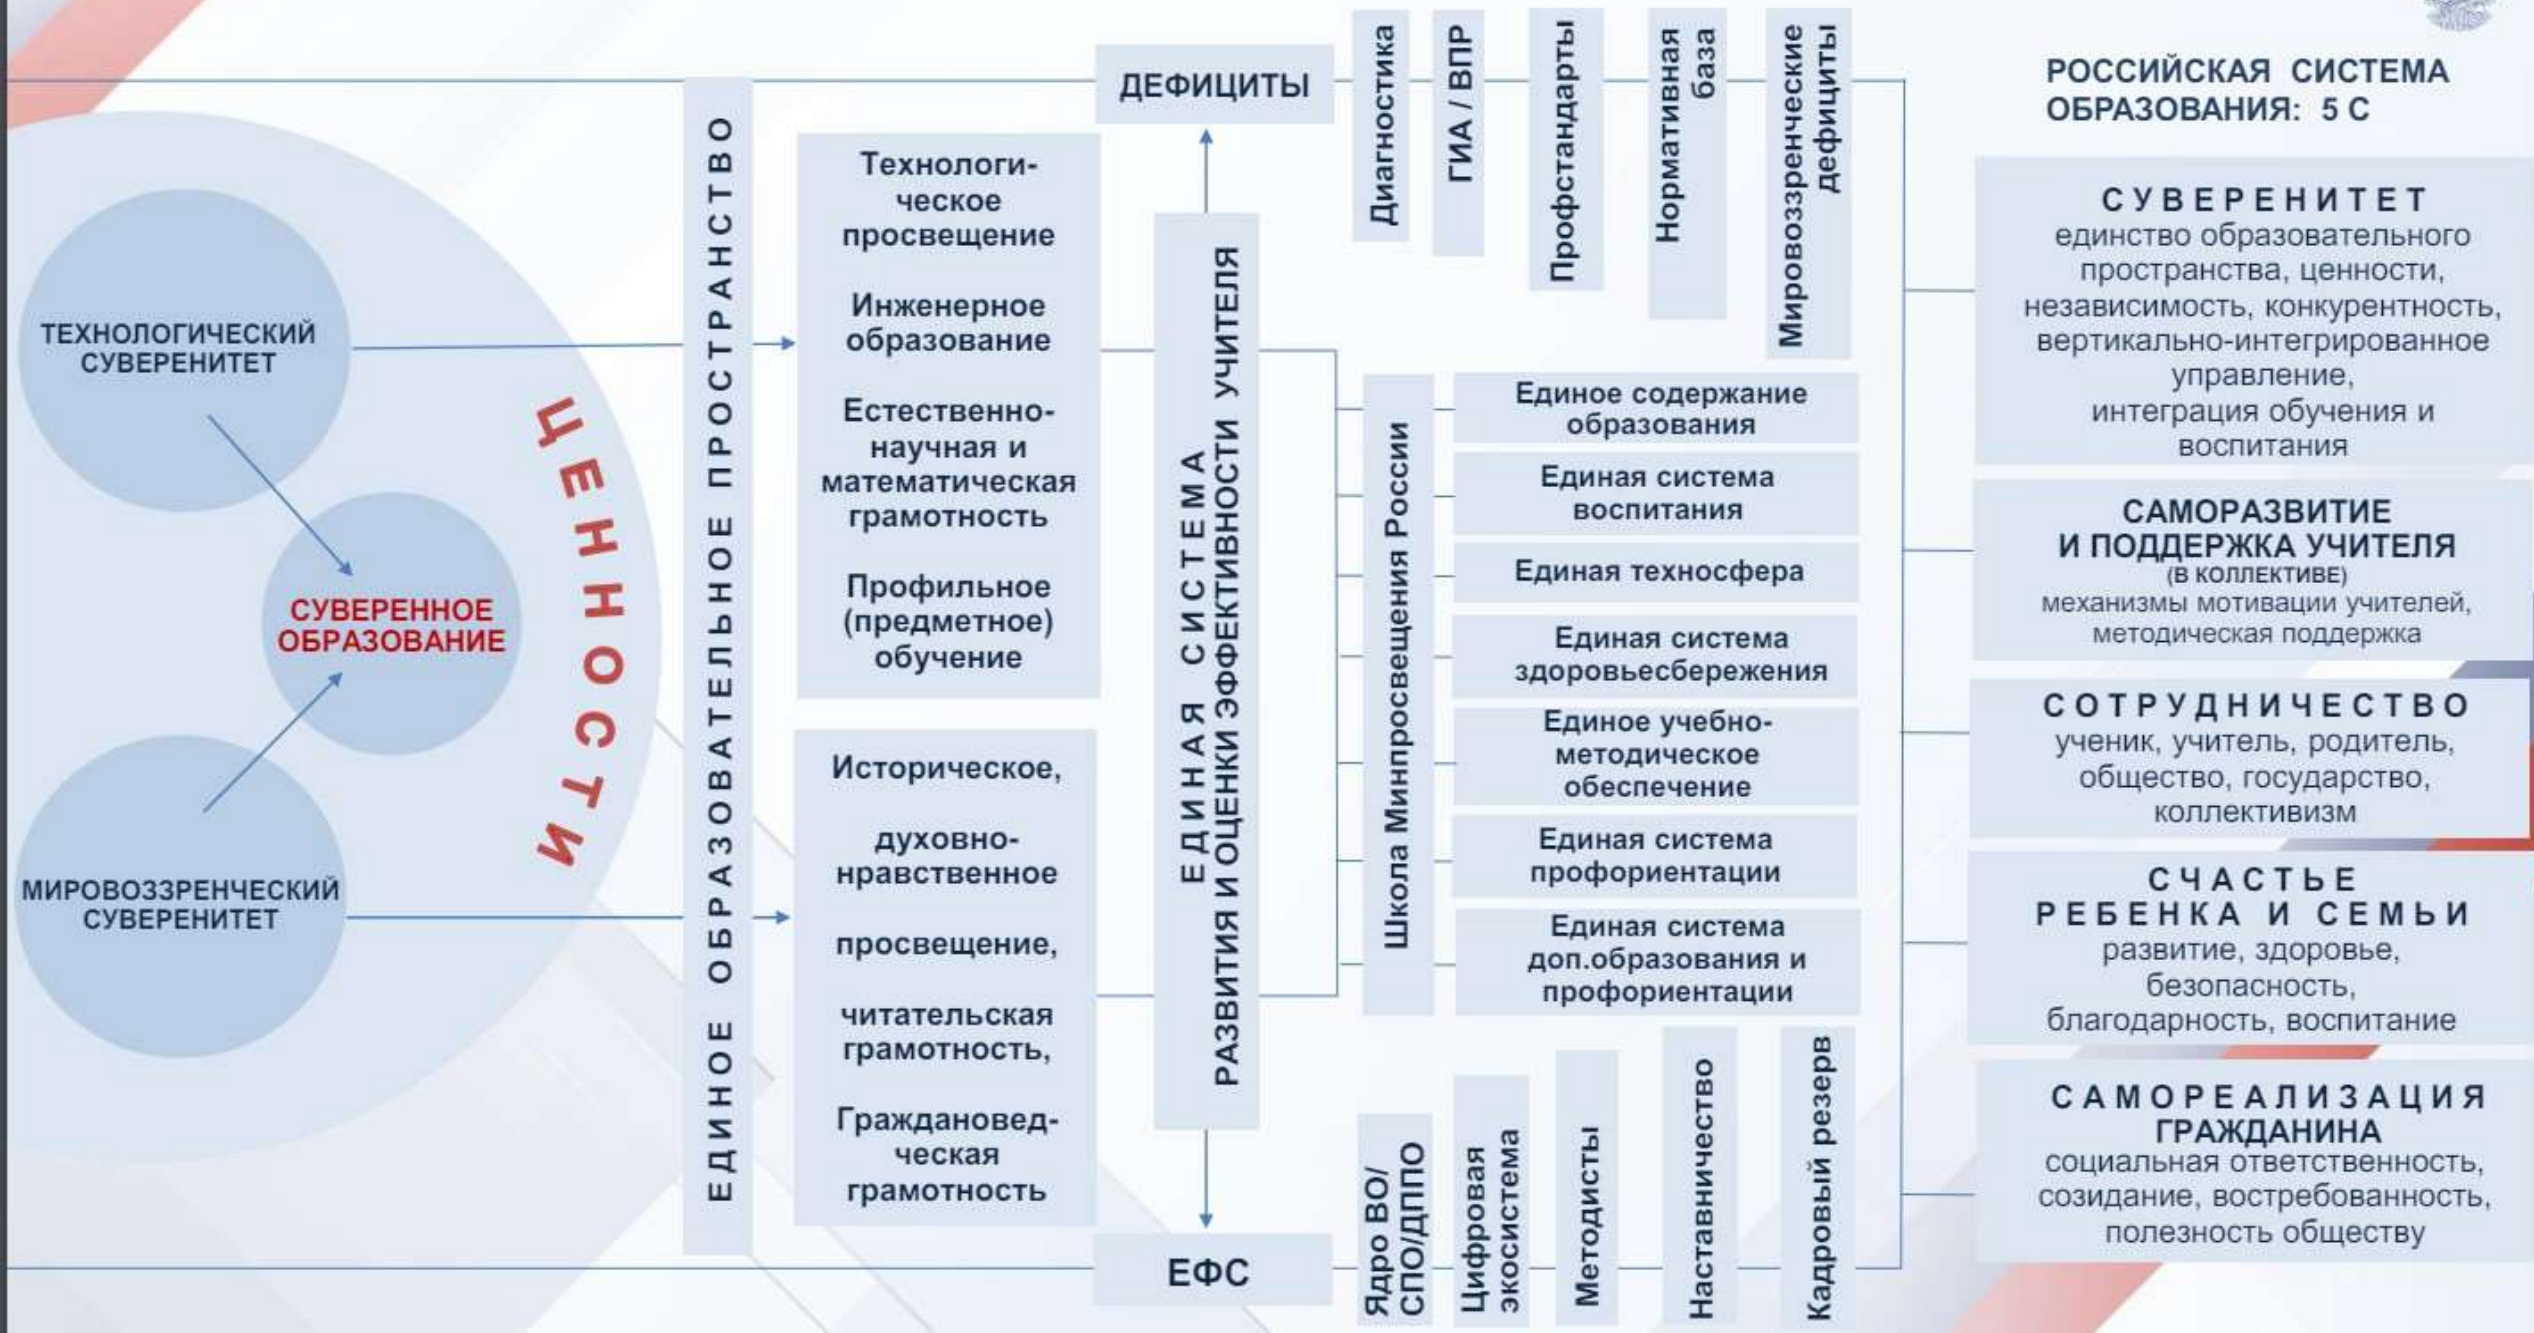 ТЕХНОЛОГИЧЕСКИЙ
СУВЕРЕНИТЕТ
СУВЕРЕННОЕ
ОБРАЗОВАНИЕ
МИРОВОЗЗРЕНЧЕСКИЙ
СУВЕРЕНИТЕТ
ЦЕННОСТИ
ЕДИНОЕ ОБРАЗОВАТЕЛЬНОЕ ПРОСТРАНСТВО
Технологи-
ческое
просвещение
Инженерное
образование
Естественно-
научная и
математическая
грамотность
Профильное
(предметное)
обучение
Историческое,
духовно-
нравственное
просвещение,
читательская
грамотность,
Граждановед-
ческая
грамотность
ДЕФИЦИТЫ
ЕДИНАЯ СИСТЕМА
РАЗВИТИЯ И ОЦЕНКИ ЭФФЕКТИВНОСТИ УЧИТЕЛЯ
ЕФС
Диагностика
ГИА / ВПР
Профстандарты
Нормативная
база
Мировоззренческие
дефициты
Школа Минпросвещения России
Единое содержание
образования
Единая система
воспитания
Единая техносфера
Единая система
здоровьесбережения
Единое учебно-
методическое
обеспечение
Единая система
профориентации
Единая система
доп.образования и
профориентации
Ядро ВО/
СПО/ДППО
Цифровая
экосистема
Методисты
Наставничество
Кадровый резерв
РОССИЙСКАЯ СИСТЕМА
ОБРАЗОВАНИЯ: 5 С
СУВЕРЕНИТЕТ
единство образовательного
пространства, ценности,
независимость, конкурентность,
вертикально-интегрированное
управление,
интеграция обучения и
воспитания
САМОРАЗВИТИЕ
И ПОДДЕРЖКА УЧИТЕЛЯ
(В КОЛЛЕКТИВЕ)
механизмы мотивации учителей,
методическая поддержка
СОТРУДНИЧЕСТВО
ученик, учитель, родитель,
общество, государство,
коллективизм
СЧАСТЬЕ
РЕБЕНКА И СЕМЬИ
развитие, здоровье,
безопасность,
благодарность, воспитание
САМОРЕАЛИЗАЦИЯ
ГРАЖДАНИНА
социальная ответственность,
созидание, востребованность,
полезность обществу